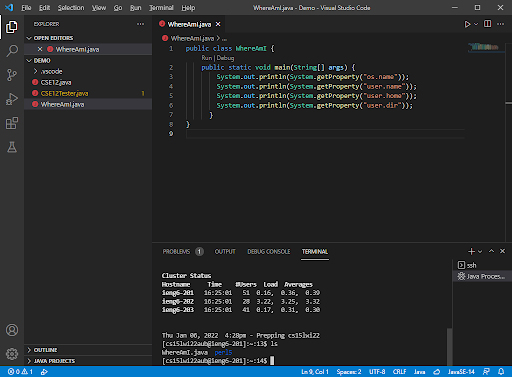 File Edit Selection View Go Run Terminal Help
WhereAmI.java - Demo - Visual Studio Code
EXPLORER
OPEN EDITORS
WhereAmI.java
DEMO
.vscode
CSE12.java
CSE12Tester.java 1
WhereAmI.java
OUTLINE
JAVA PROJECTS
WhereAmI.java
WhereAmI.java > ...
1 public class WhereAmI {
2
Run | Debug
3 public static void main(String[] args) {
4 System.out.println(System.getProperty("os.name"));
5 System.out.println(System.getProperty("user.name"));
6 System.out.println(System.getProperty("user.home"));
System.out.println(System.getProperty("user.dir"));
7 }
8 }
9
PROBLEMS 1 OUTPUT DEBUG CONSOLE TERMINAL
ssh
Java Proces...
Cluster Status
Hostname Time #Users Load Averages
ieng6-201 16:25:01 51 0.16, 0.36, 0.39
ieng6-202 16:25:01 28 3.22, 3.25, 3.32
ieng6-203 16:25:01 41 0.17, 0.31, 0.30
Thu Jan 06, 2022 4:28pm - Prepping cs15lwi22
[cs15lwi22aub@ieng6-201]:~:13$ ls
WhereAmI.java perl5
[cs15lwi22aub@ieng6-201]:~:14$
0 1
Ln 9, Col 1 Spaces: 2 UTF-8 CRLF Java JavaSE-14